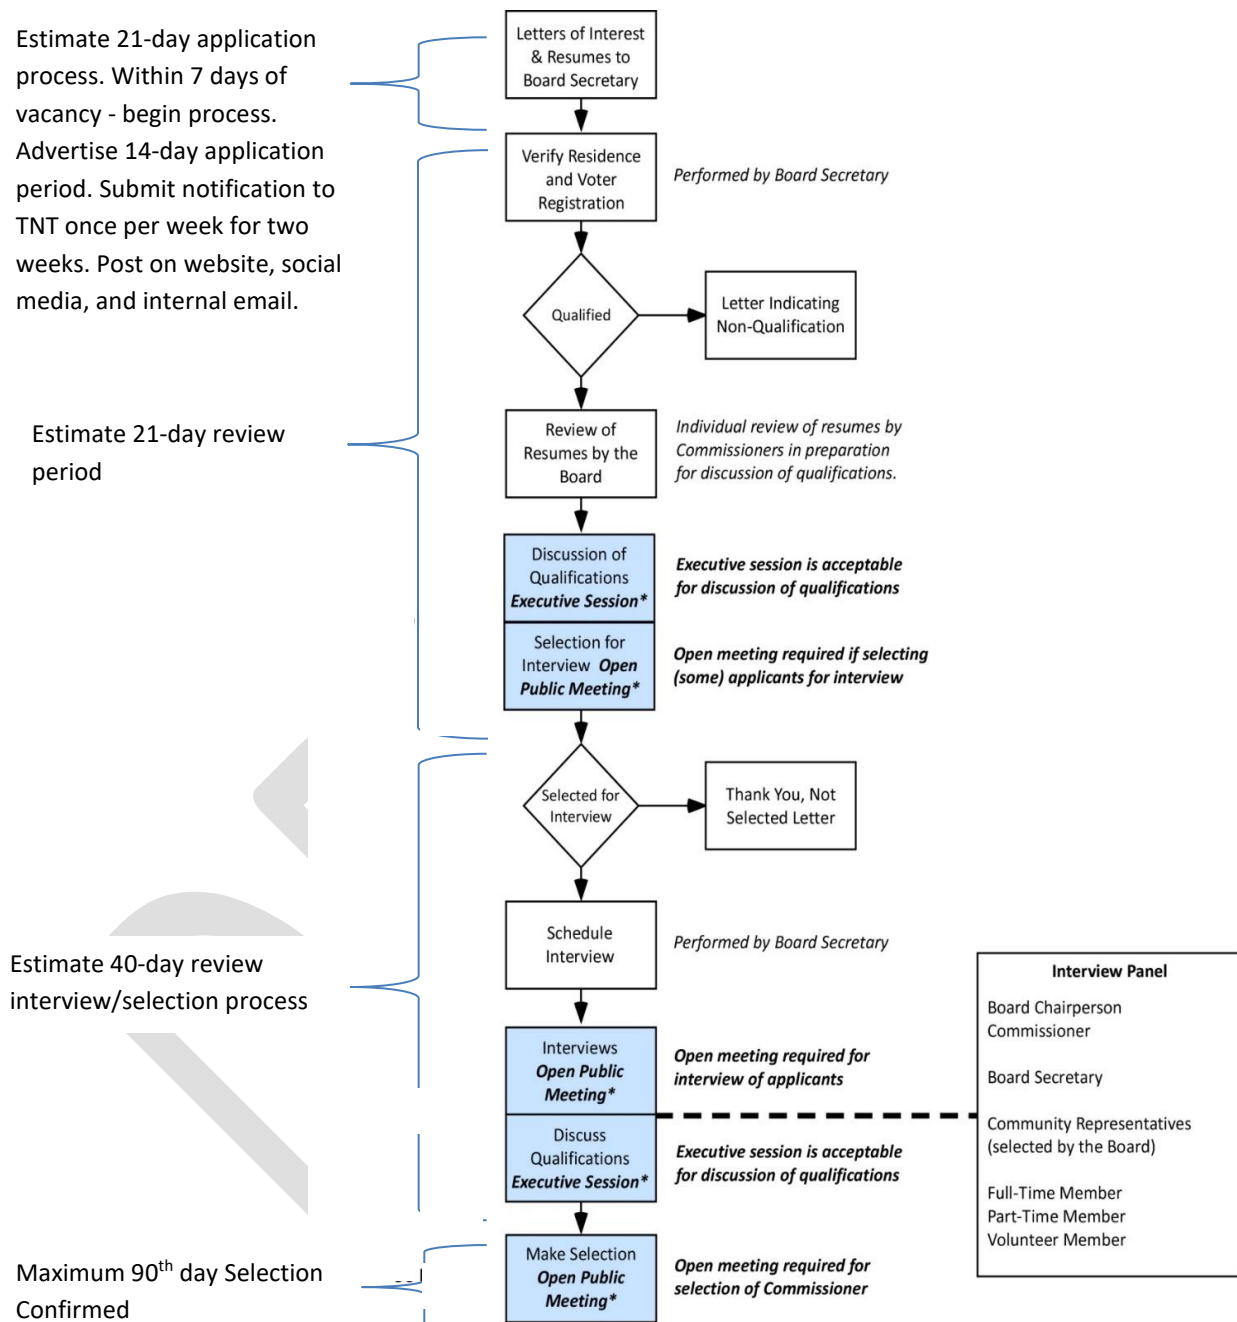 Estimate 21-day application
process. Within 7 days of
vacancy - begin process.
Advertise 14-day application
period. Submit notification to
TNT once per week for two
weeks. Post on website, social
media, and internal email.
Letters of Interest
& Resumes to
Board Secretary
Verify Residence
and Voter
Registration
Performed by Board Secretary
Qualified
Letter Indicating
Non-Qualification
Estimate 21-day review
period
Review of
Resumes by the
Board
Individual review of resumes by
Commissioners in preparation
for discussion of qualifications.
Discussion of
Qualifications
Executive Session*
Executive session is acceptable
for discussion of qualifications
Selection for
Interview Open
Public Meeting*
Open meeting required if selecting
(some) applicants for interview
Selected for
Interview
Thank You, Not
Selected Letter
Estimate 40-day review
interview/selection process
Schedule
Interview
Performed by Board Secretary
Interviews
Open Public
Meeting*
Open meeting required for
interview of applicants
Discuss
Qualifications
Executive Session*
Executive session is acceptable
for discussion of qualifications
Interview Panel
Board Chairperson
Commissioner
Board Secretary
Community Representatives
(selected by the Board)
Full-Time Member
Part-Time Member
Volunteer Member
Maximum 90th day Selection
Confirmed
Make Selection
Open Public
Meeting*
Open meeting required for
selection of Commissioner